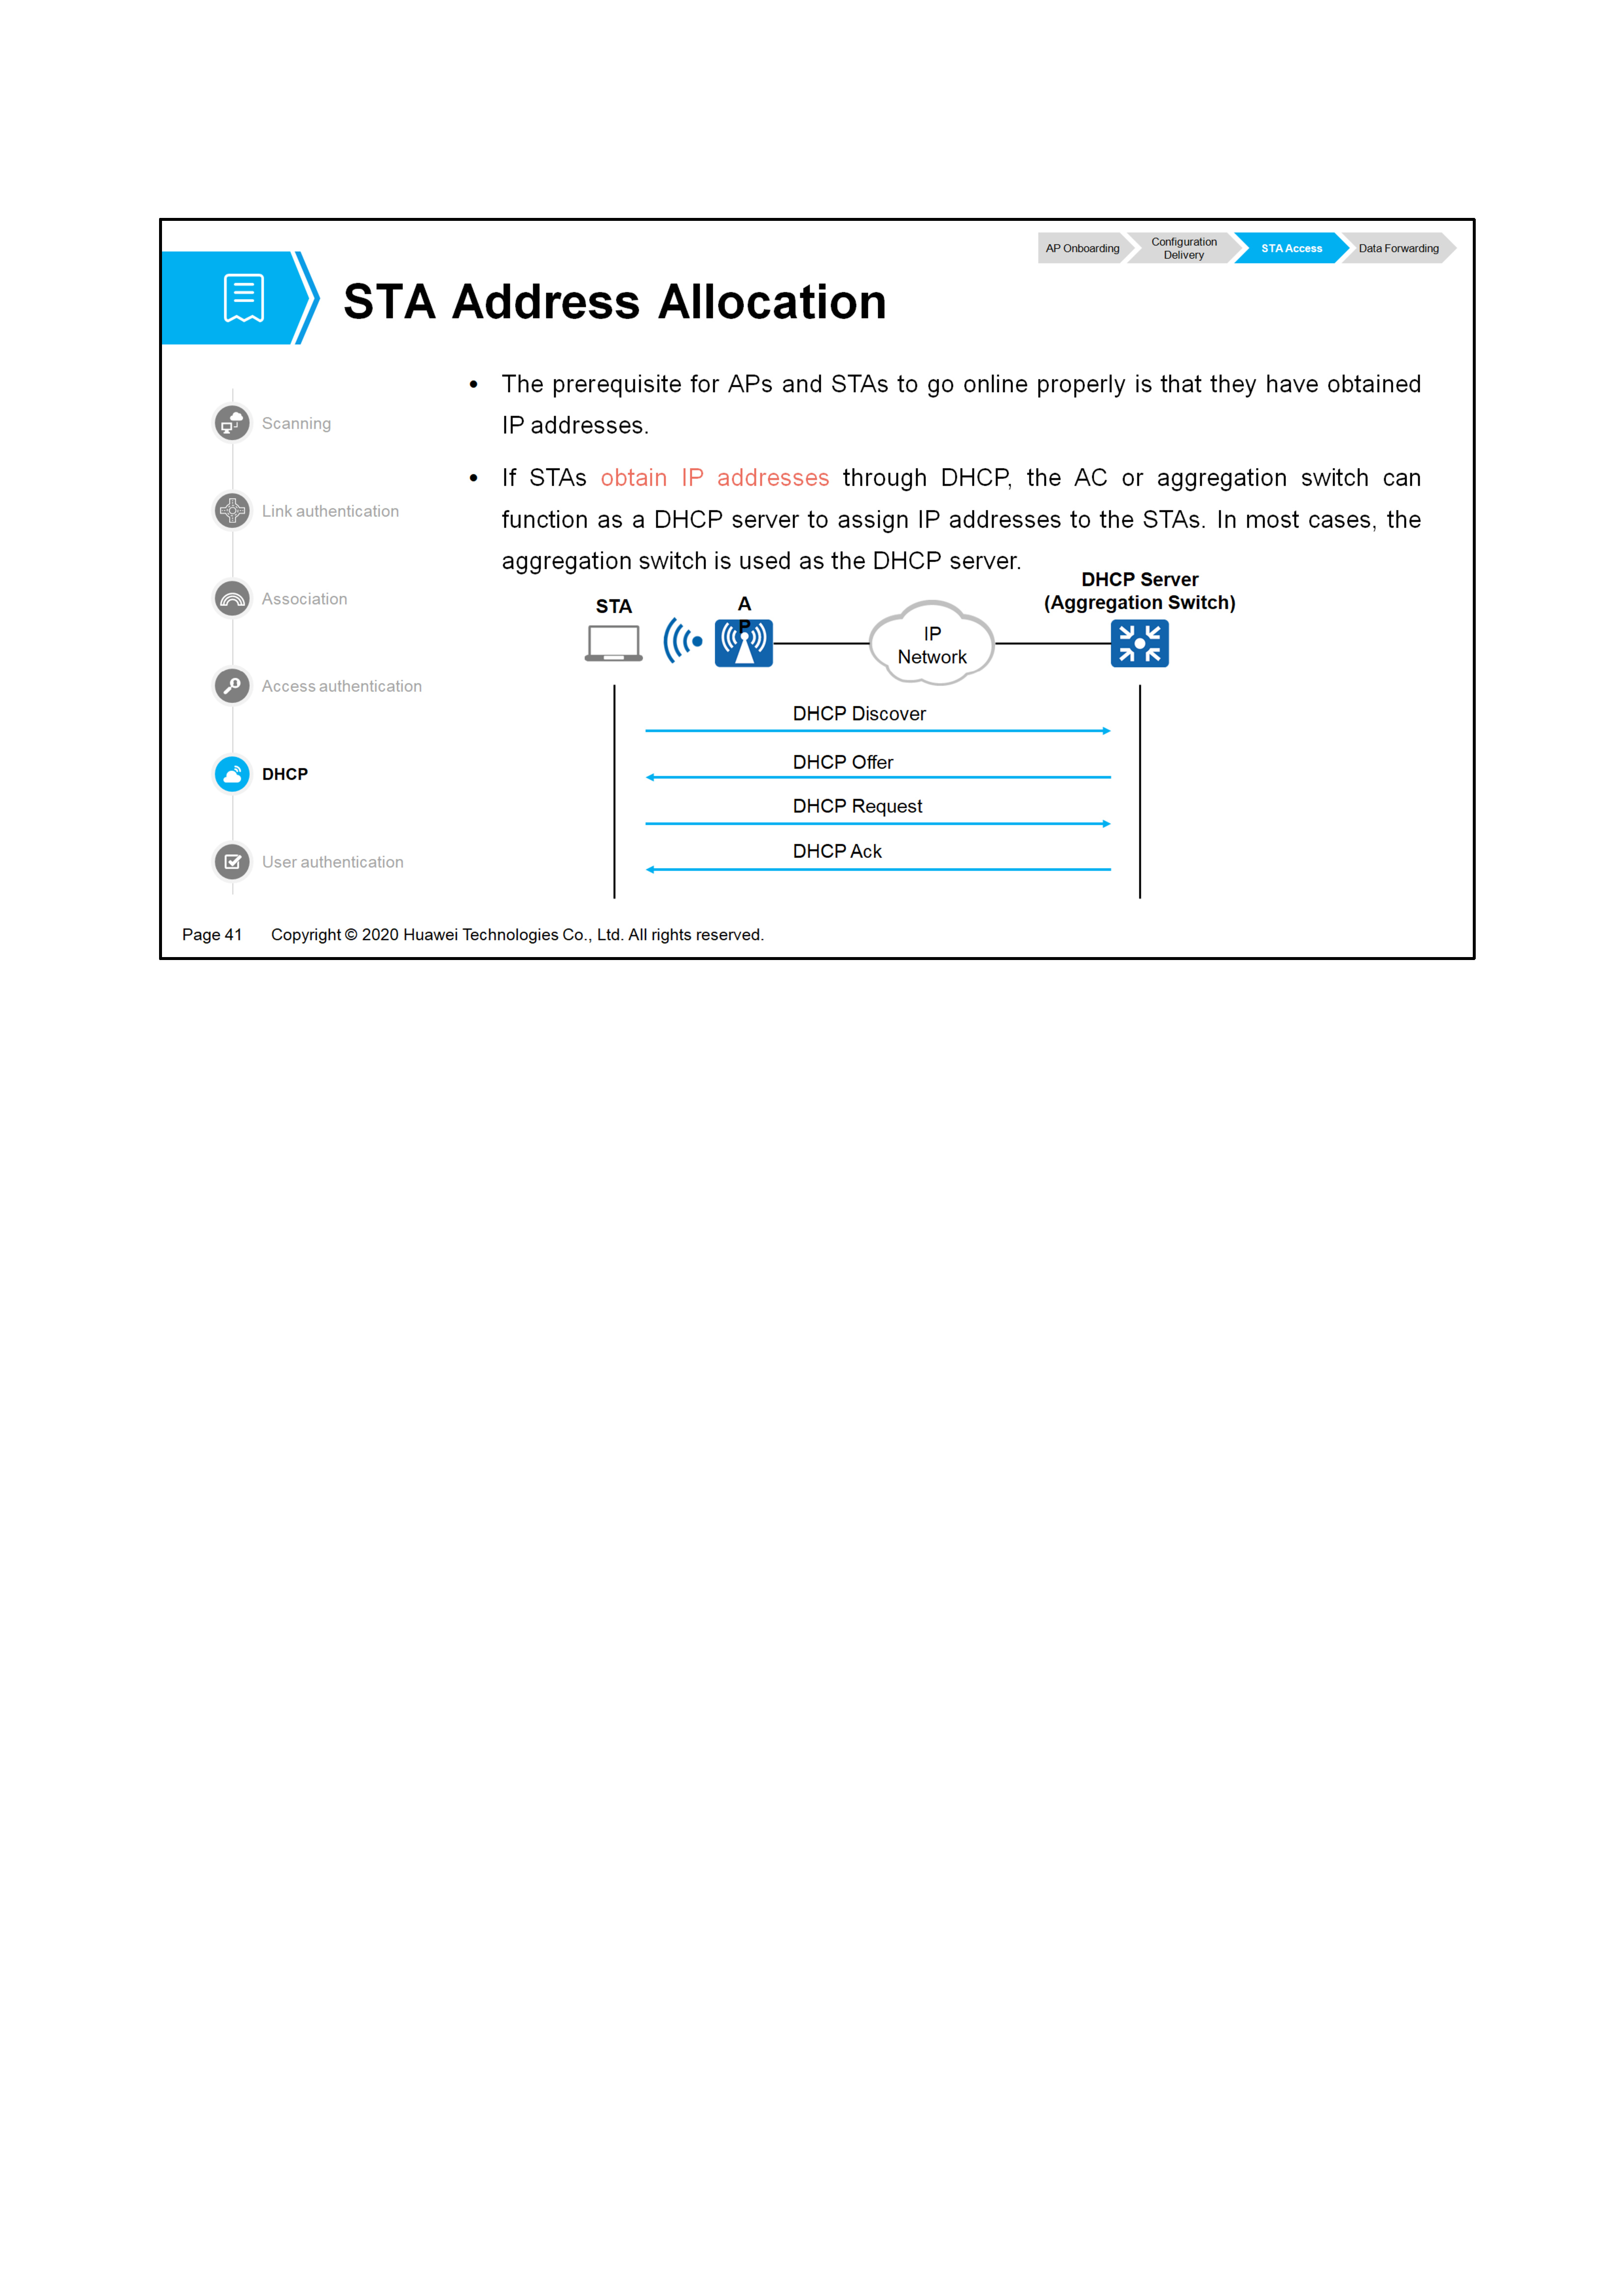 AP Onboarding
Configuration
Delivery
STA Access
Data Forwarding
STA Address Allocation
• The prerequisite for APs and STAs to go online properly is that they have obtained
IP addresses.
• If STAs obtain IP addresses through DHCP, the AC or aggregation switch can
function as a DHCP server to assign IP addresses to the STAs. In most cases, the
aggregation switch is used as the DHCP server.
Scanning
Link authentication
Association
Access authentication
DHCP
User authentication
STA
A
P
IP
Network
DHCP Server
(Aggregation Switch)
DHCP Discover
DHCP Offer
DHCP Request
DHCP Ack
Page 41 Copyright © 2020 Huawei Technologies Co., Ltd. All rights reserved.